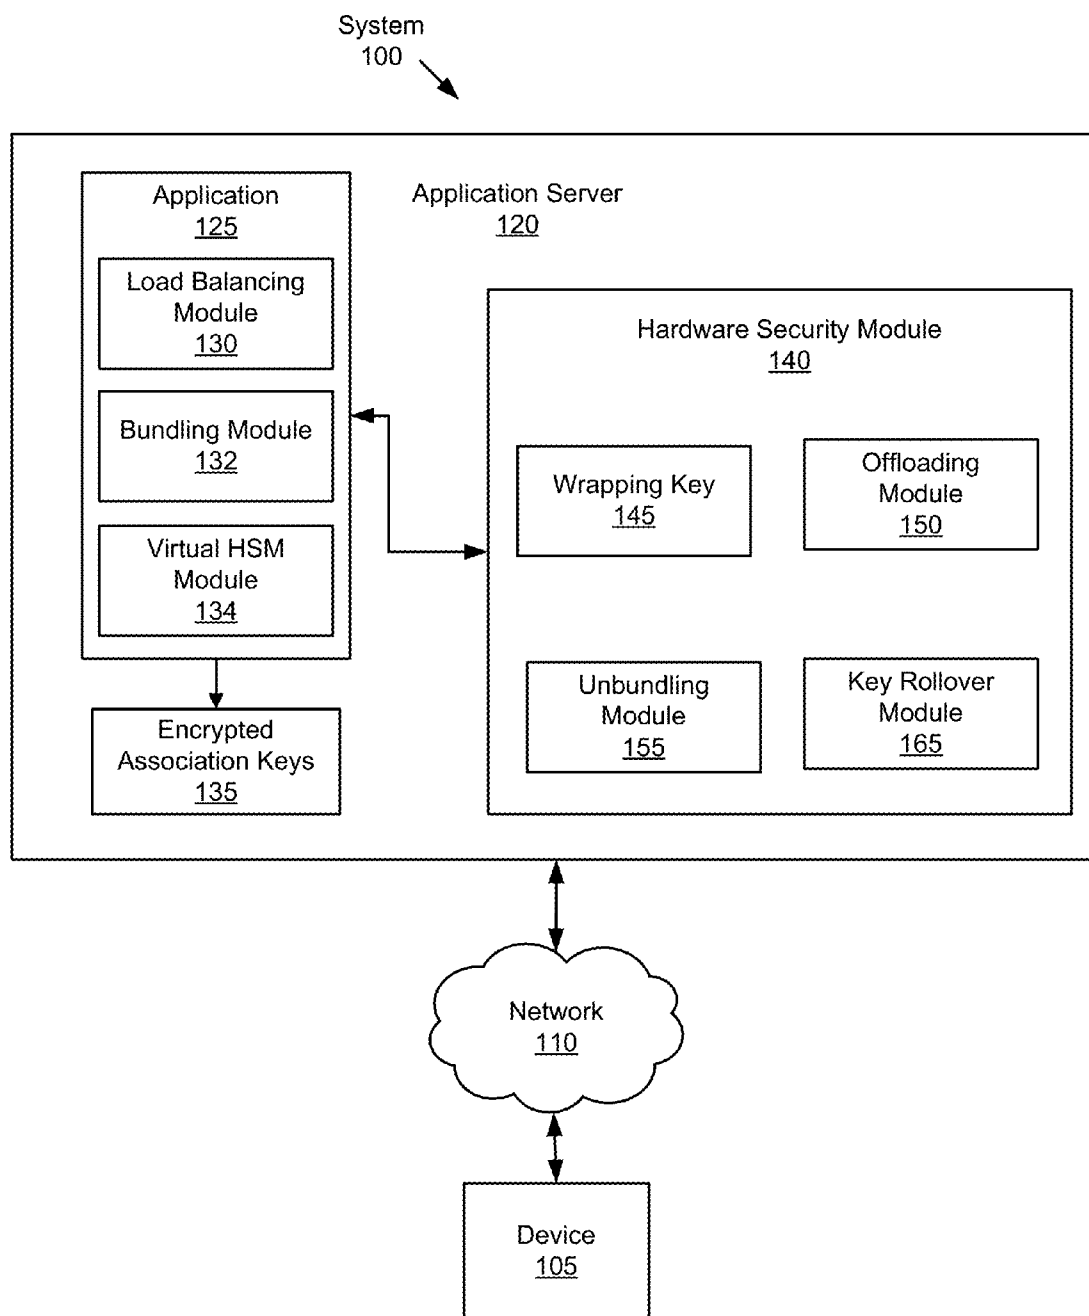 System
100
Application
125
Application Server
120
Load Balancing
Module
130
Bundling Module
132
Virtual HSM
Module
134
Encrypted
Association Keys
135
Hardware Security Module
140
Wrapping Key
145
Offloading
Module
150
Unbundling
Module
155
Key Rollover
Module
165
Network
110
Device
105